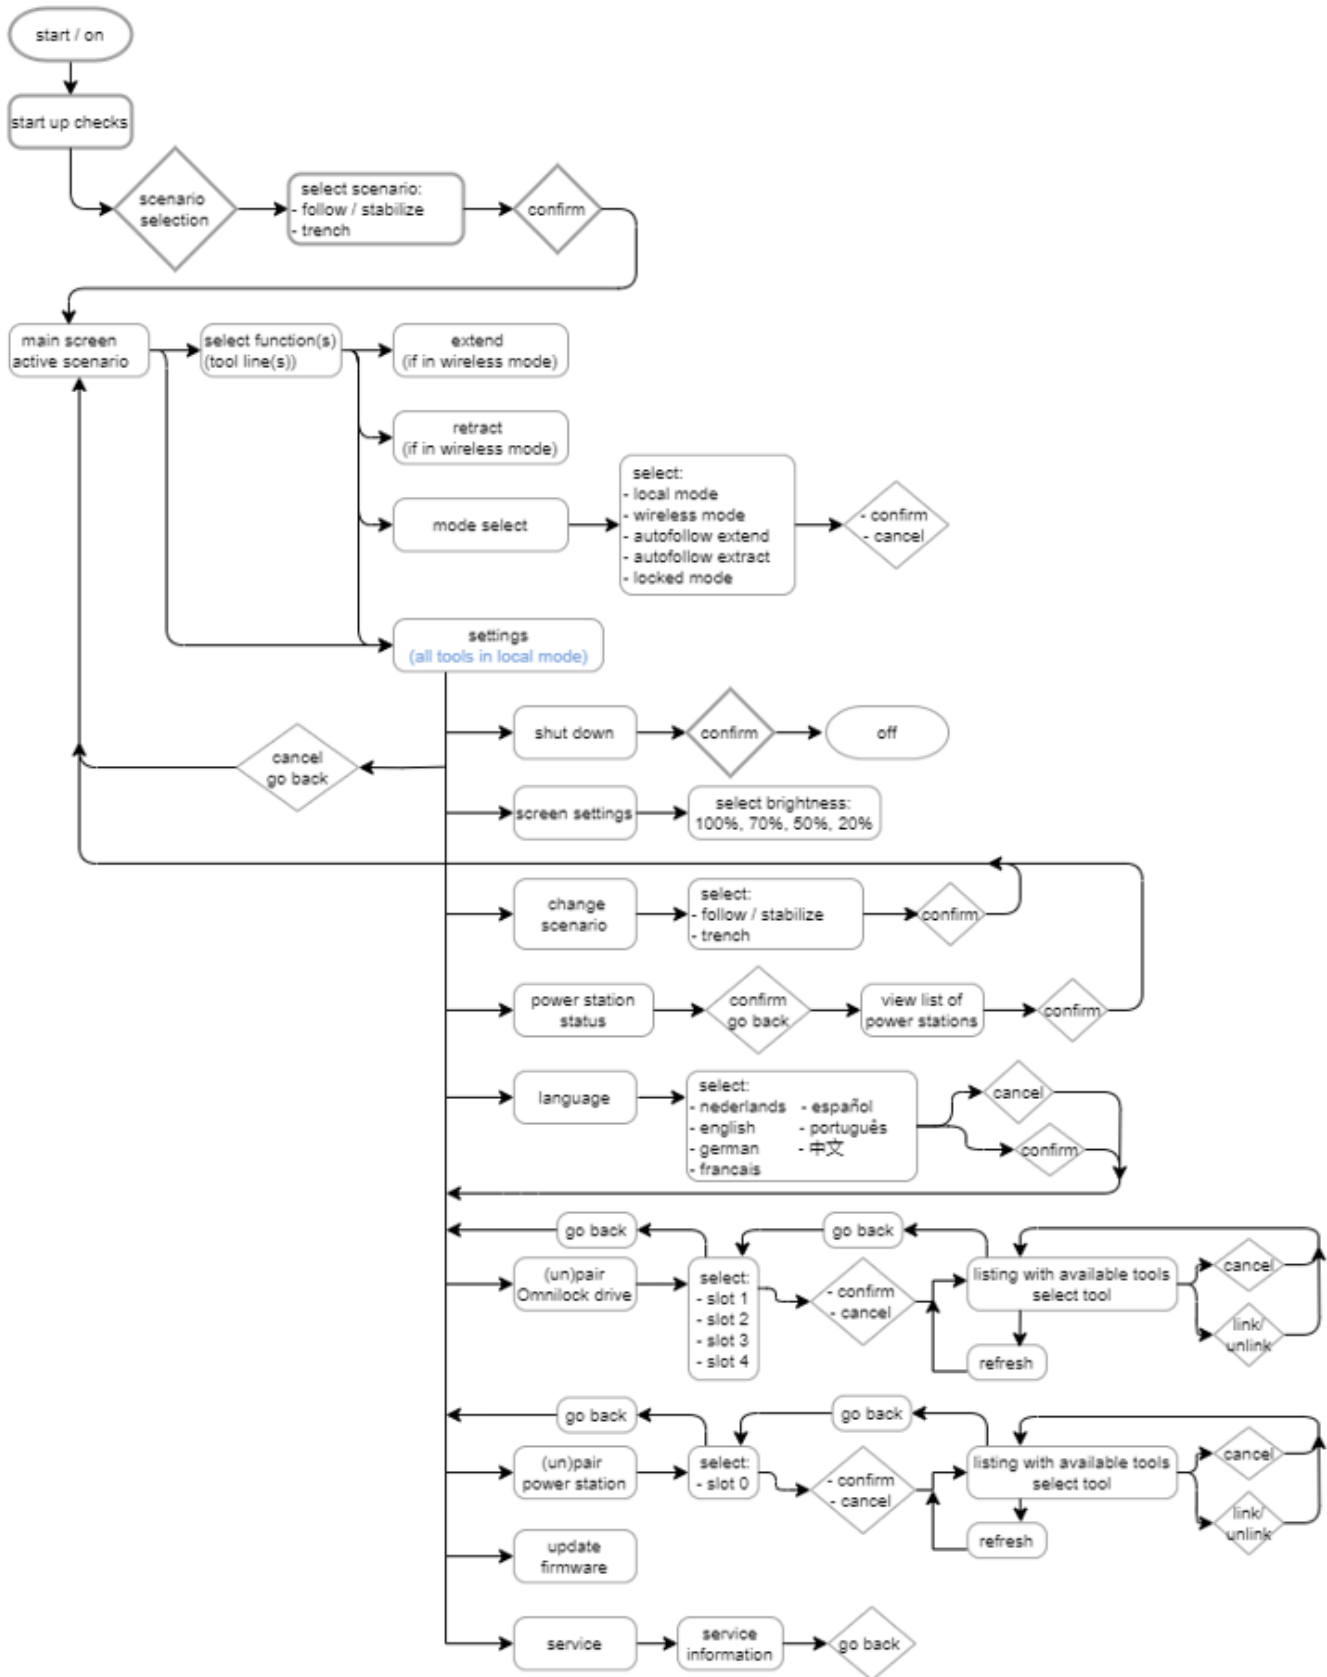 start / on
start up checks
scenario
selection
select scenario:
- follow / stabilize
- trench
confirm
main screen
active scenario
select function(s)
(tool line(s))
extend
(if in wireless mode)
retract
(if in wireless mode)
mode select
select:
- local mode
- wireless mode
- autofollow extend
- autofollow extract
- locked mode
- confirm
- cancel
settings
(all tools in local mode)
shut down
confirm
off
cancel
go back
screen settings
select brightness:
100%, 70%, 50%, 20%
change
scenario
select:
- follow / stabilize
- trench
confirm
power station
status
confirm
go back
view list of
power stations
confirm
language
select:
- nederlands - español
- english - português
- german - 中文
- francais
cancel
confirm
go back
go back
(un)pair
Omnilock drive
select:
- slot 1
- slot 2
- slot 3
- slot 4
- confirm
- cancel
listing with available tools
select tool
cancel
link/
unlink
refresh
go back
go back
(un)pair
power station
select:
- slot 0
- confirm
- cancel
listing with available tools
select tool
cancel
link/
unlink
refresh
update
firmware
service
service
information
go back